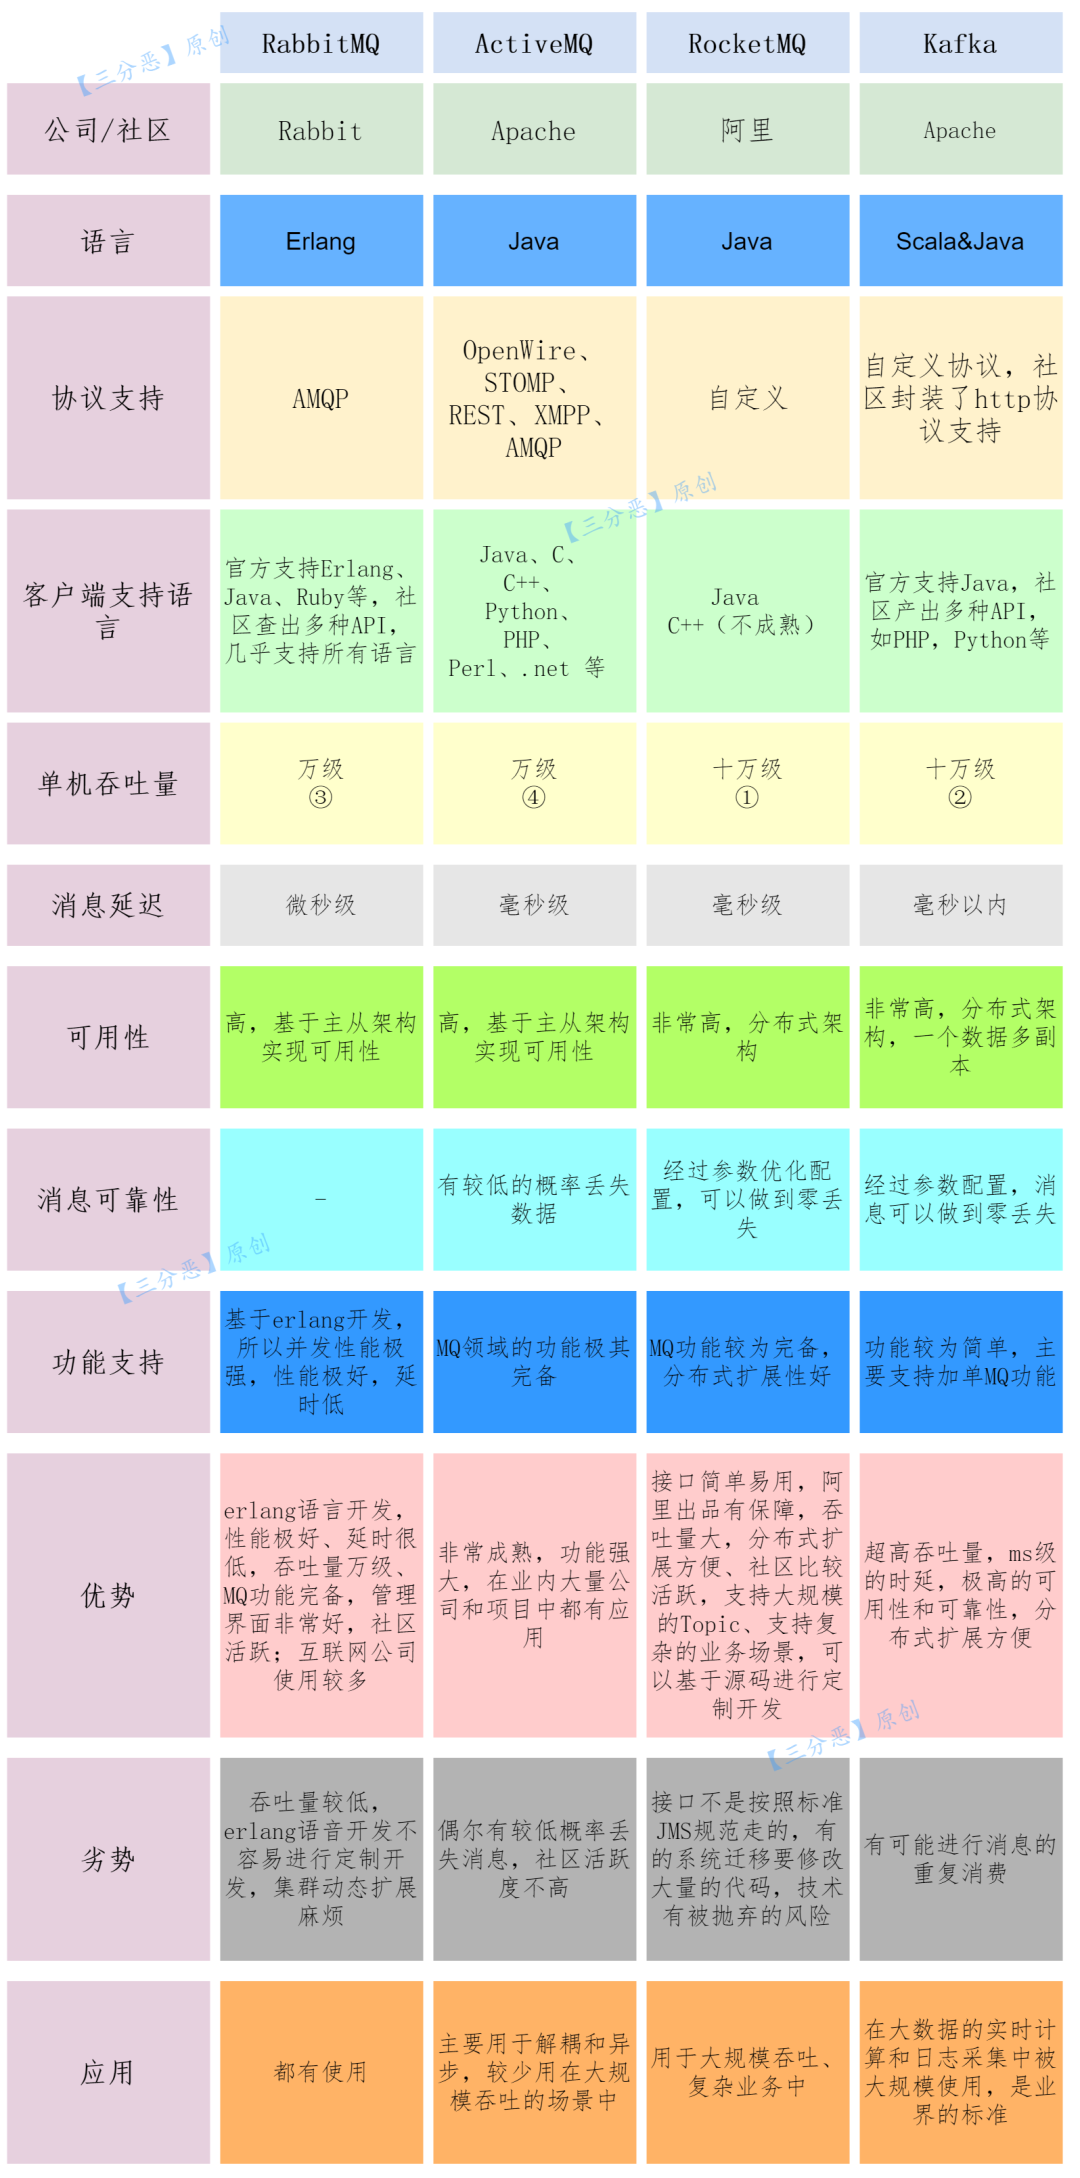 RabbitMQ
ActiveMQ
RocketMQ
Kafka
【三分恶】原创
公司/社区
Rabbit
Apache
阿里
Apache
语言
Erlang
Java
Java
Scala&Java
协议支持
AMQP
OpenWire、
STOMP、
REST、XMPP、
AMQP
自定义
自定义协议，社
区封装了http协
议支持
【三分恶】原创
客户端支持语
言
官方支持Erlang、
Java、Ruby等，社
区查出多种API，
几乎支持所有语言
Java、C、
C++、
Python、
PHP、
Perl、.net 等
Java
C++（不成熟）
官方支持Java，社
区产出多种API，
如PHP，Python等
单机吞吐量
万级
③
万级
④
十万级
①
十万级
②
消息延迟
微秒级
毫秒级
毫秒级
毫秒以内
可用性
高，基于主从架构
实现可用性
高，基于主从架构
实现可用性
非常高，分布式架
构
非常高，分布式架
构，一个数据多副
本
消息可靠性
–
有较低的概率丢失
数据
经过参数优化配
置，可以做到零丢
失
经过参数配置，消
息可以做到零丢失
【三分恶】原创
功能支持
基于erlang开发，
所以并发性能极
强，性能极好，延
时低
MQ领域的功能极其
完备
MQ功能较为完备，
分布式扩展性好
功能较为简单，主
要支持加单MQ功能
优势
erlang语言开发，
性能极好、延时很
低，吞吐量万级、
MQ功能完备，管理
界面非常好，社区
活跃；互联网公司
使用较多
非常成熟，功能强
大，在业内大量公
司和项目中都有应
用
接口简单易用，阿
里出品有保障，吞
吐量大，分布式扩
展方便、社区比较
活跃，支持大规模
的Topic、支持复
杂的业务场景，可
以基于源码进行定
制开发
超高吞吐量，ms级
的时延，极高的可
用性和可靠性，分
布式扩展方便
【三分恶】原创
劣势
吞吐量较低，
erlang语音开发不
容易进行定制开
发，集群动态扩展
麻烦
偶尔有较低概率丢
失消息，社区活跃
度不高
接口不是按照标准
JMS规范走的，有
的系统迁移要修改
大量的代码，技术
有被抛弃的风险
有可能进行消息的
重复消费
应用
都有使用
主要用于解耦和异
步，较少用在大规
模吞吐的场景中
用于大规模吞吐、
复杂业务中
在大数据的实时计
算和日志采集中被
大规模使用，是业
界的标准